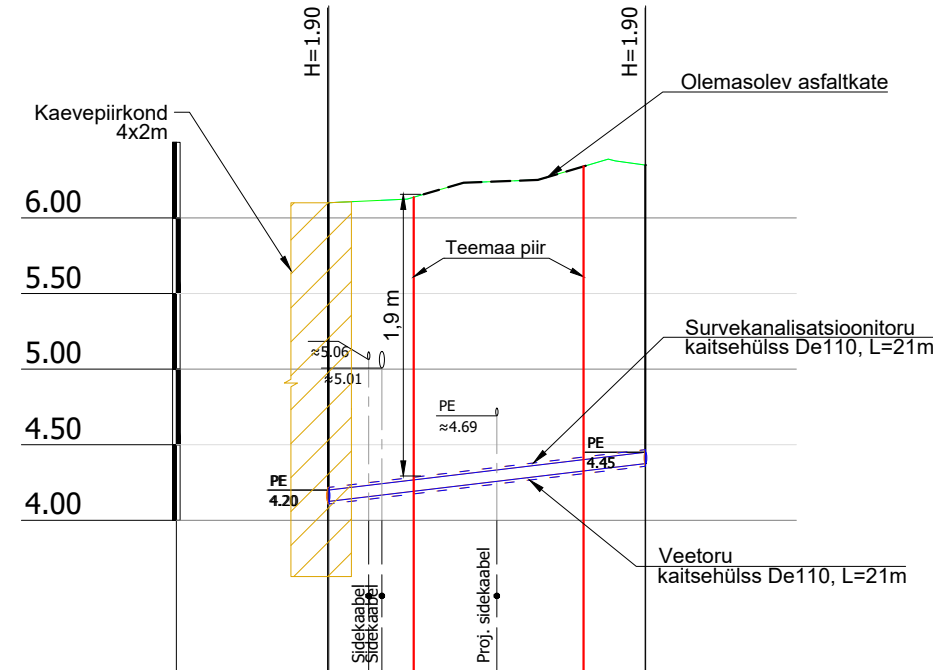 H=1.90
H=1.90
Olemasolev asfaltkate
Kaevepiirkond
4x2m
6.00
Teemaa piir
5.50
1,9 m
Survekanalisatsioonitoru
kaitsehülss De110, L=21m
≈5.06
5.00
≈5.01
PE
≈4.69
4.50
PE
4.45
PE
4.20
4.00
Veetoru
kaitsehülss De110, L=21m
Sidekaabel
Sidekaabel
Proj. sidekaabel